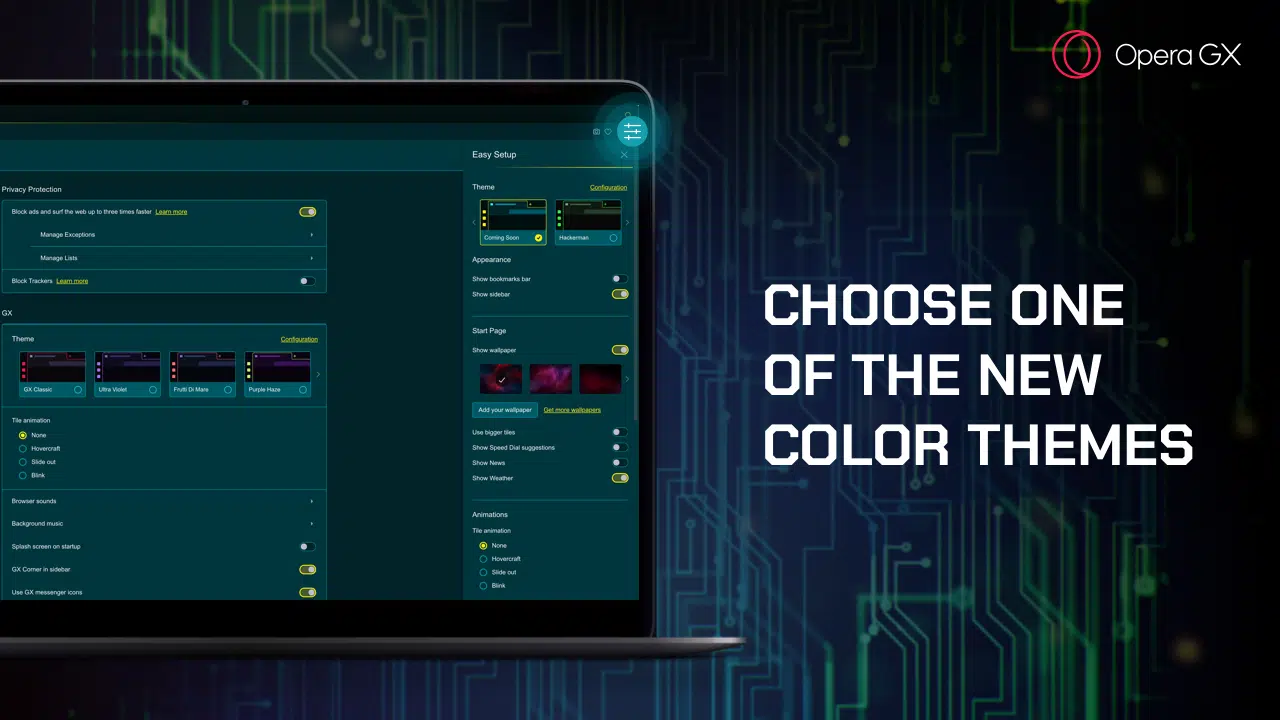 Opera GX
Easy Setup
Theme
Configuration
Coming Soon
Hackerman
Appearance
Show bookmarks bar
Show sidebar
Start Page
Show wallpaper
Add your wallpaper
Get more wallpapers
Use bigger tiles
Show Speed Dial suggestions
Show News
Show Weather
Animations
Tile animation
None
Hovercraft
Slide out
Blink
Privacy Protection
Block ads and surf the web up to three times faster Learn more
Manage Exceptions
Manage Lists
Block Trackers Learn more
GX
Theme
Configuration
GX Classic
Ultra Violet
Frutti Di Mare
Purple Haze
Tile animation
None
Hovercraft
Slide out
Blink
Browser sounds
Background music
Splash screen on startup
GX Corner in sidebar
Use GX messenger icons
CHOOSE ONE
OF THE NEW
COLOR THEMES